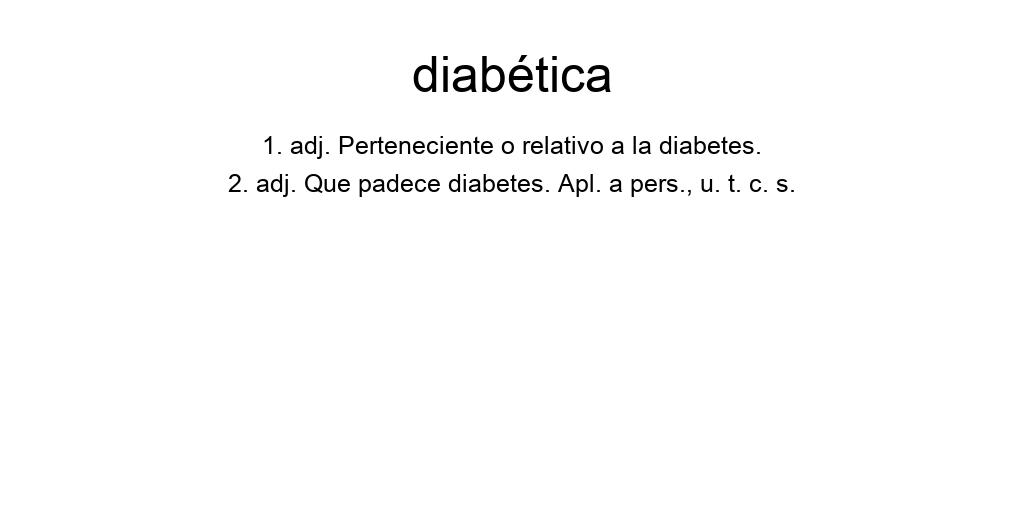 diabética
1. adj. Perteneciente o relativo a la diabetes.
2. adj. Que padece diabetes. Apl. a pers., u. t. c. s.